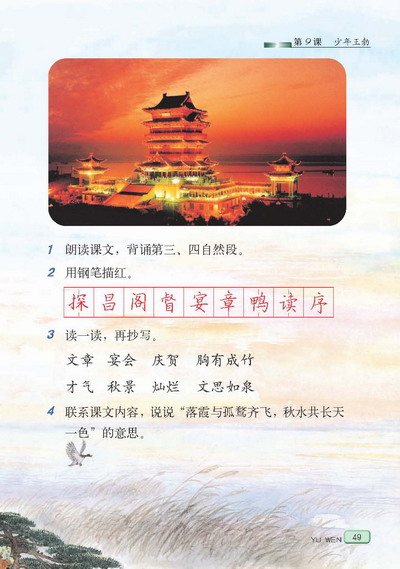 第9课 少年王勃
1 朗读课文，背诵第三、四自然段。
2 用钢笔描红。
探昌阁督宴章鸭读序
3 读一读，再抄写。
文章 宴会 庆贺 胸有成竹
才气 秋景 灿烂 文思如泉
4 联系课文内容，说说“落霞与孤鹜齐飞，秋水共长天
一色”的意思。
YU WEN 49